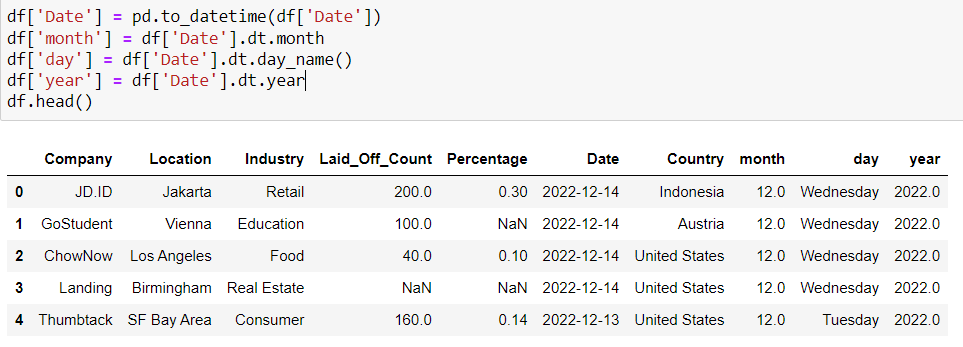 df['Date'] = pd.to_datetime(df['Date'])
df['month'] = df['Date'].dt.month
df['day'] = df['Date'].dt.day_name()
df['year'] = df['Date'].dt.year
df.head()
Company Location Industry Laid_Off_Count Percentage Date Country month day year
0 JD.ID Jakarta Retail 200.0 0.30 2022-12-14 Indonesia 12.0 Wednesday 2022.0
1 GoStudent Vienna Education 100.0 NaN 2022-12-14 Austria 12.0 Wednesday 2022.0
2 ChowNow Los Angeles Food 40.0 0.10 2022-12-14 United States 12.0 Wednesday 2022.0
3 Landing Birmingham Real Estate NaN NaN 2022-12-14 United States 12.0 Wednesday 2022.0
4 Thumbtack SF Bay Area Consumer 160.0 0.14 2022-12-13 United States 12.0 Tuesday 2022.0